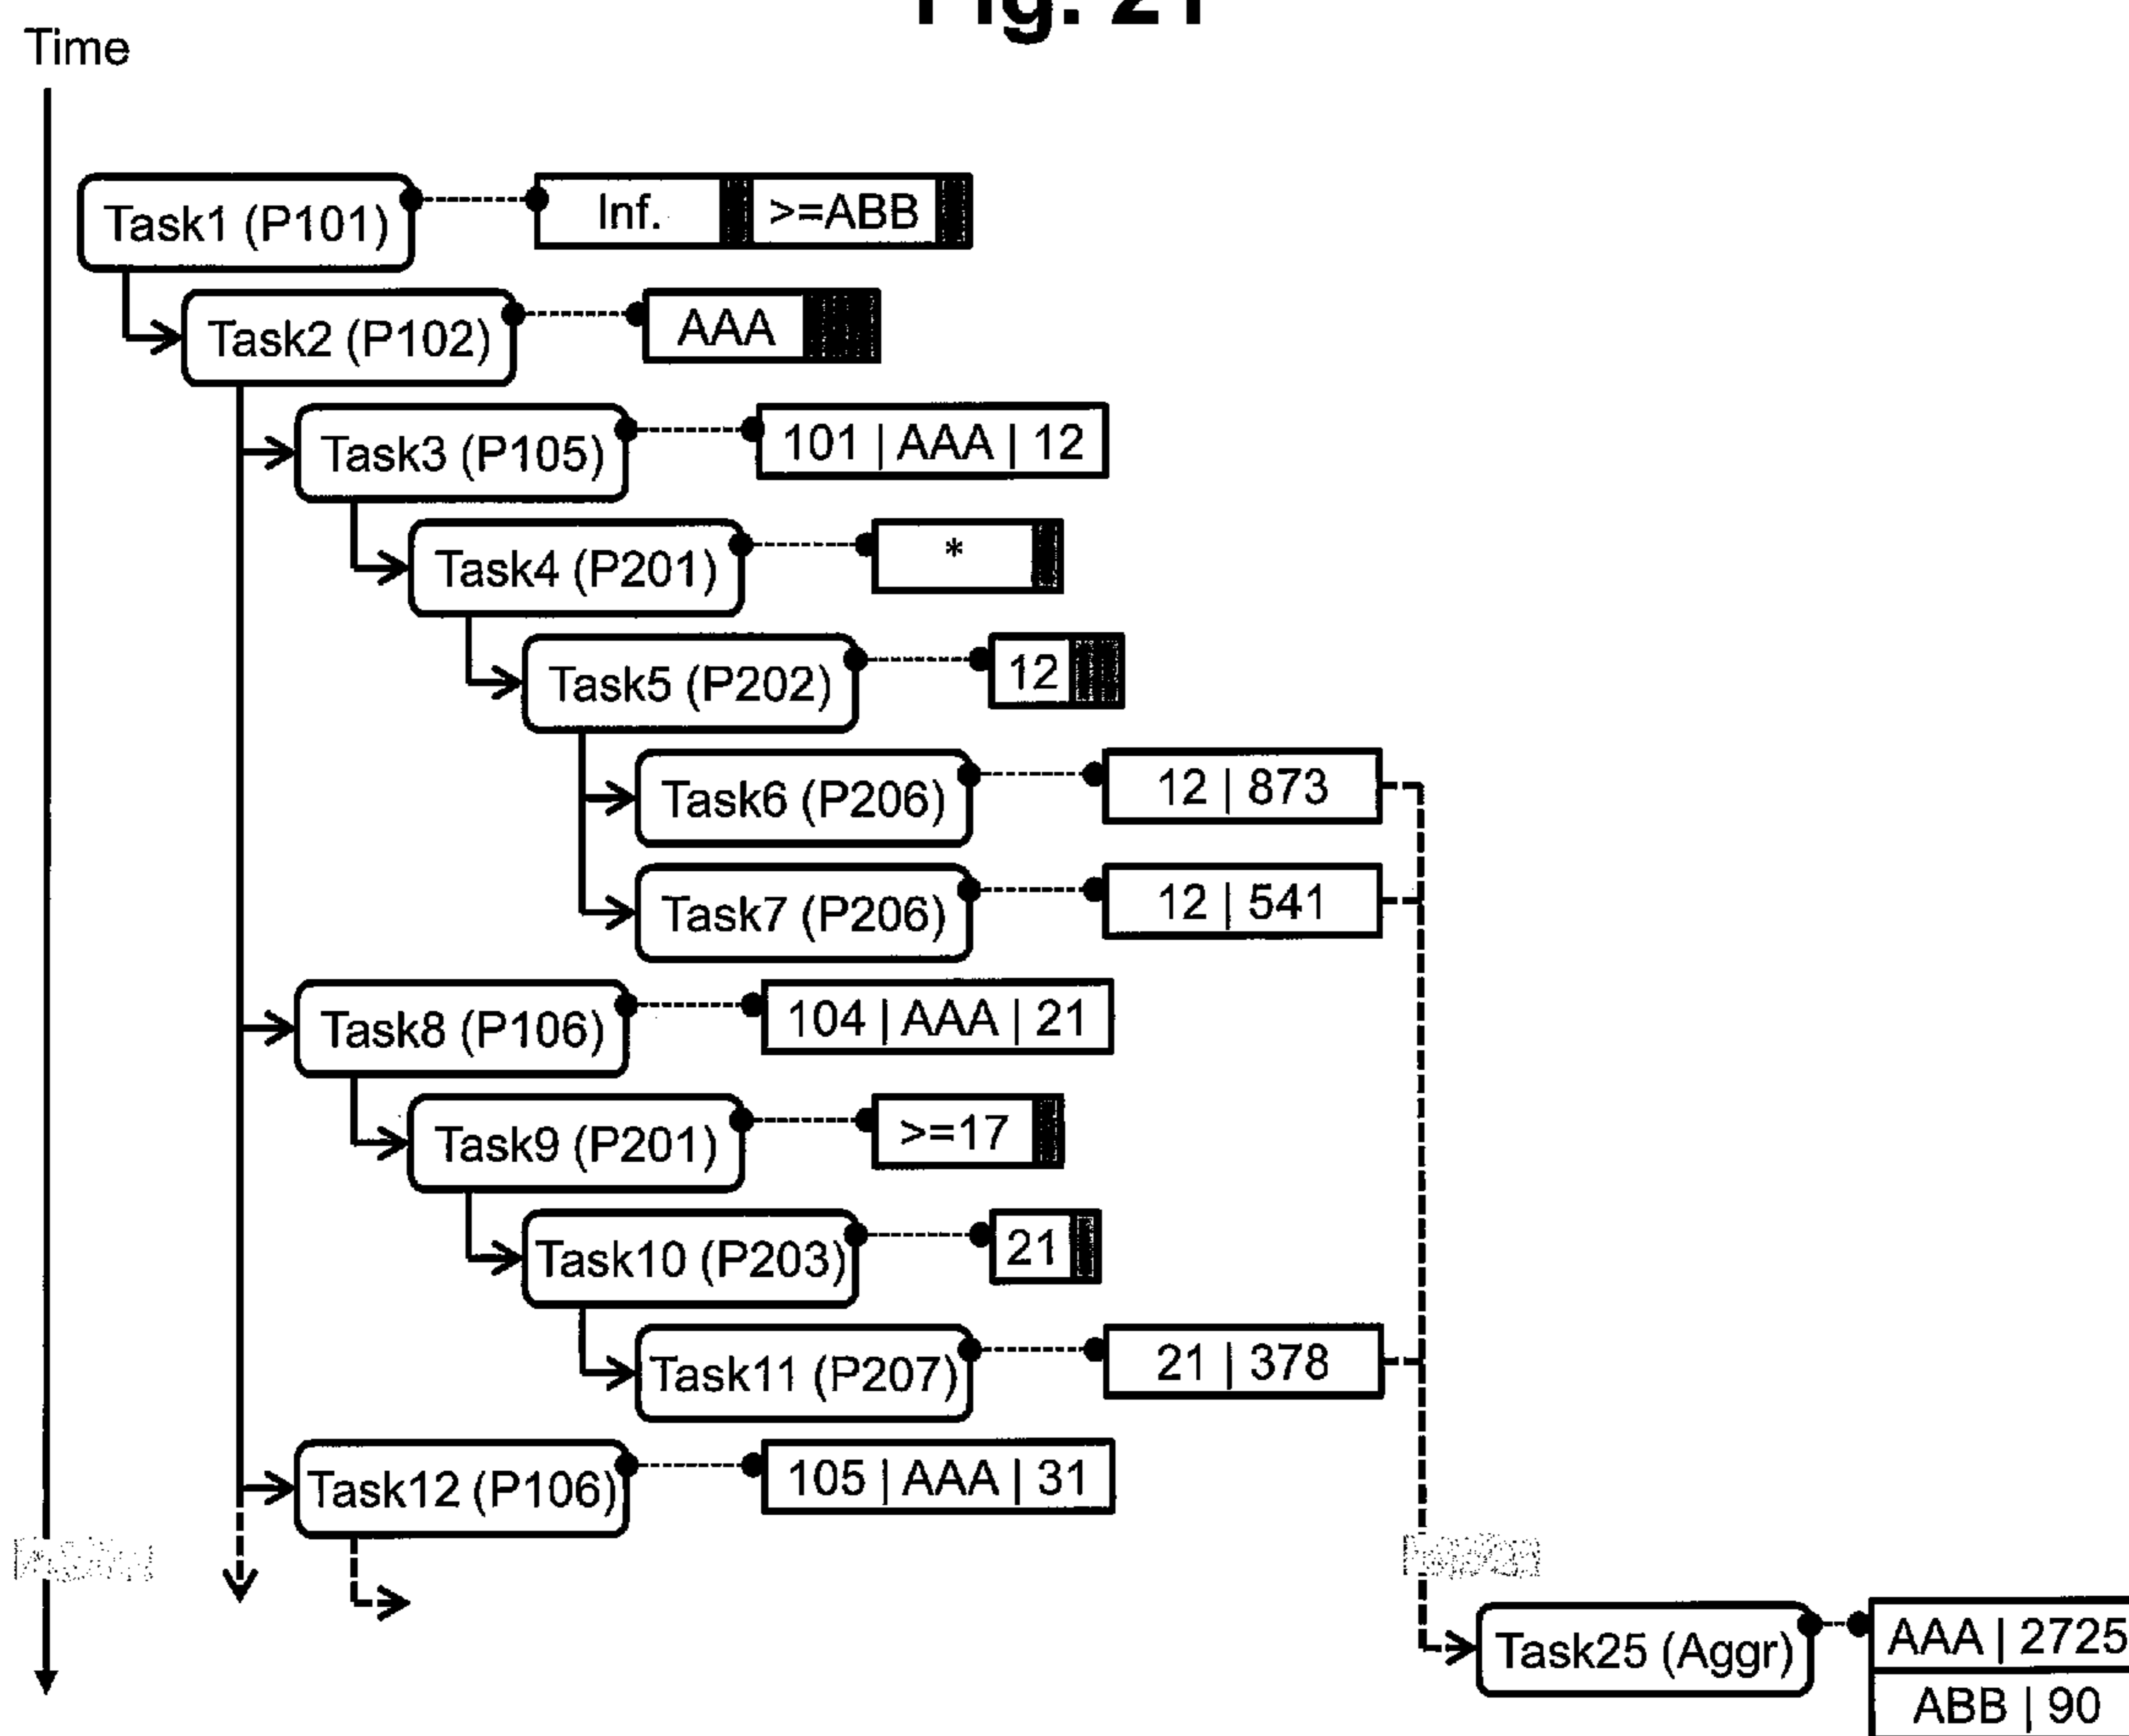 Fig. 21
Time
Task1 (P101)
Inf.
>=ABB
Task2 (P102)
AAA
Task3 (P105)
101 | AAA | 12
Task4 (P201)
*
Task5 (P202)
12
Task6 (P206)
12 | 873
Task7 (P206)
12 | 541
Task8 (P106)
104 | AAA | 21
Task9 (P201)
>=17
Task10 (P203)
21
Task11 (P207)
21 | 378
Task12 (P106)
105 | AAA | 31
Task25 (Aggr)
AAA | 2725
ABB | 90